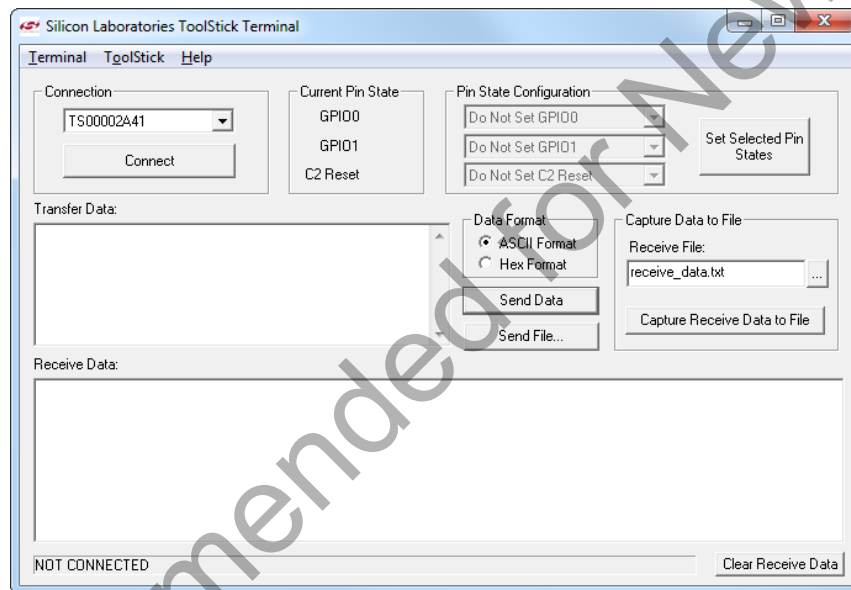 Silicon Laboratories ToolStick Terminal
Terminal ToolStick Help
Connection
TS00002A41
Connect
Current Pin State
GPIO0
GPIO1
C2 Reset
Pin State Configuration
Do Not Set GPIO0
Do Not Set GPIO1
Do Not Set C2 Reset
Set Selected Pin
States
Transfer Data:
Data Format
ASCII Format
Hex Format
Send Data
Send File...
Capture Data to File
Receive File:
receive_data.txt
...
Capture Receive Data to File
Receive Data:
NOT CONNECTED
Clear Receive Data
mended for New